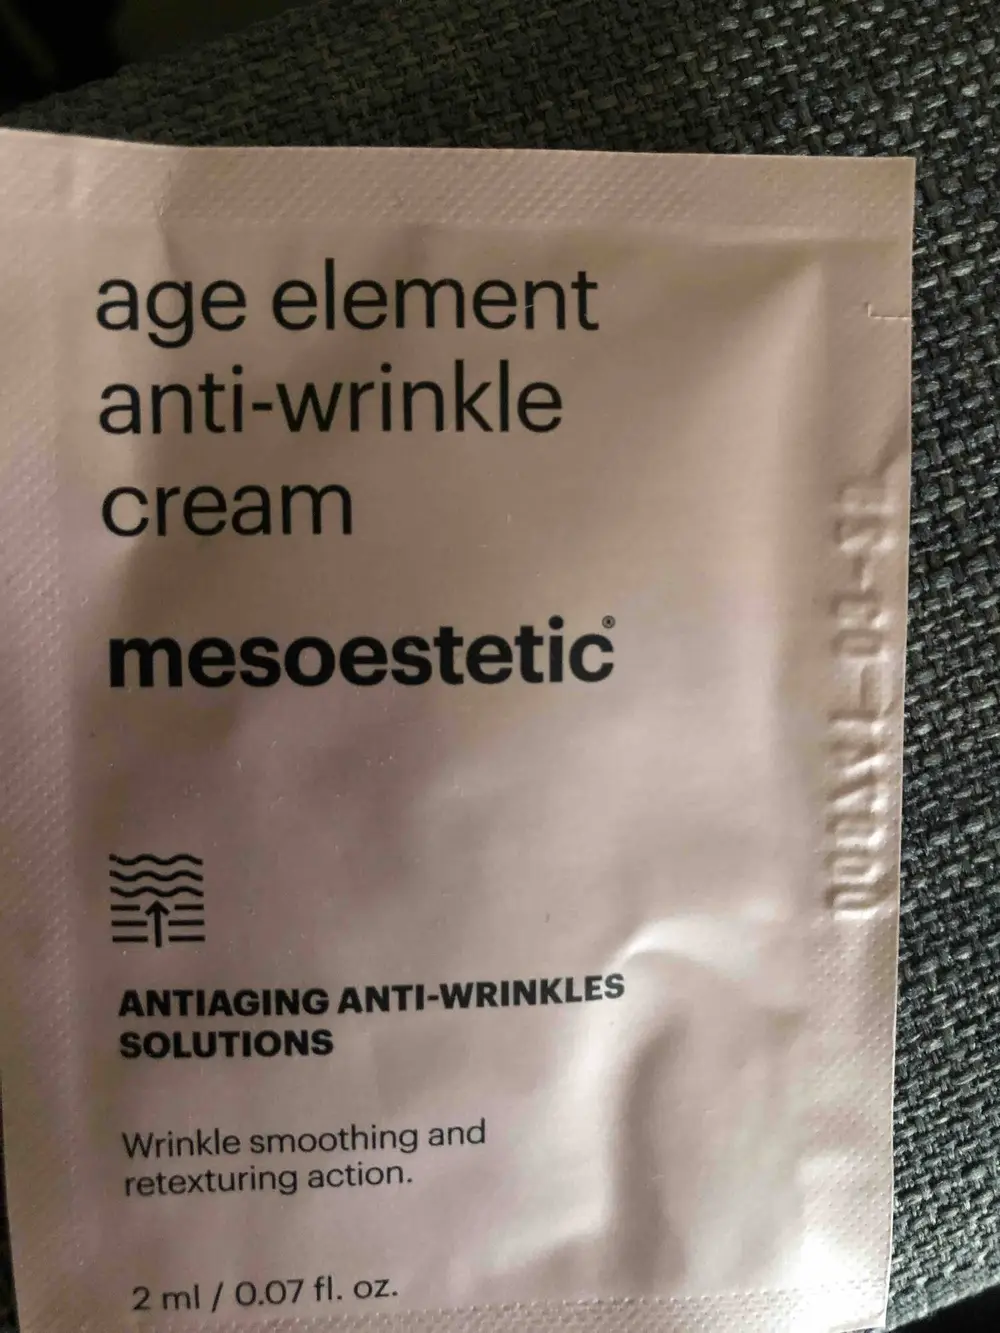 age element
anti-wrinkle
cream
mesoestetic®
ANTIAGING ANTI-WRINKLES
SOLUTIONS
Wrinkle smoothing and
retexturing action.
2 ml / 0.07 fl. oz.